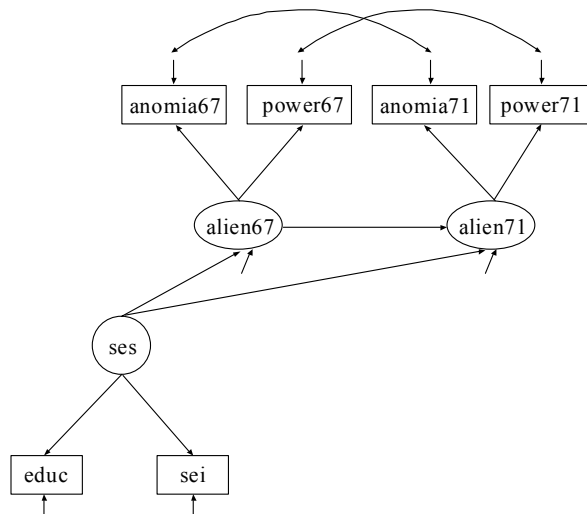 anomia67 power67 anomia71 power71
alien67 alien71
ses
educ sei